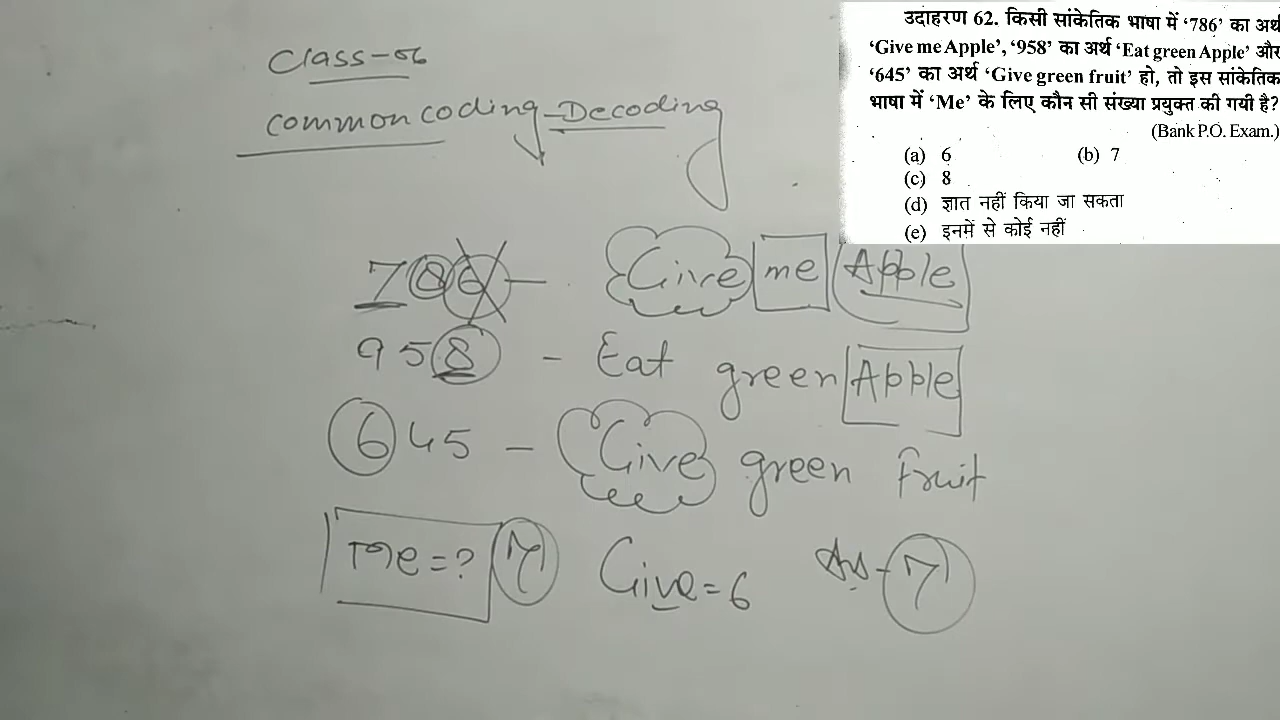 Class-06
common coding-Decoding
उदाहरण 62. किसी सांकेतिक भाषा में '786' का अर्थ
'Give me Apple', '958' का अर्थ 'Eat green Apple' और
'645' का अर्थ 'Give green fruit' हो, तो इस सांकेतिक
भाषा में 'Me' के लिए कौन सी संख्या प्रयुक्त की गयी है?
(Bank P.O. Exam.)
(a) 6 (b) 7
(c) 8
(d) ज्ञात नहीं किया जा सकता
(e) इनमें से कोई नहीं
786 - Give me Apple
958 - Eat green Apple
645 - Give green fruit
me=? 7 Give=6 Ans-7